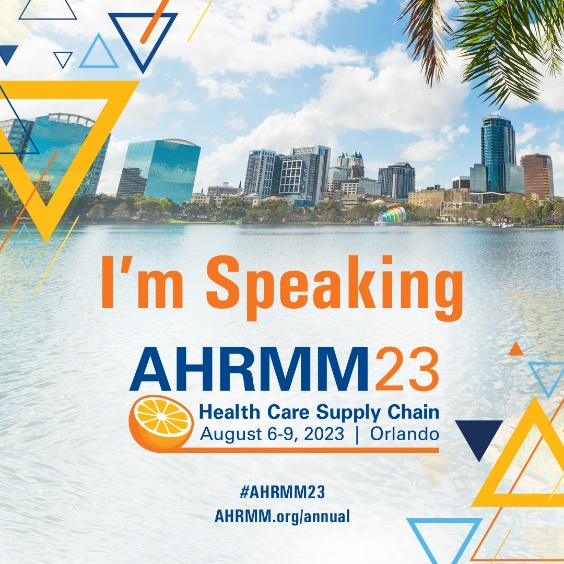 I'm Speaking
AHRMM23
Health Care Supply Chain
August 6-9, 2023 | Orlando
#AHRMM23
AHRMM.org/annual